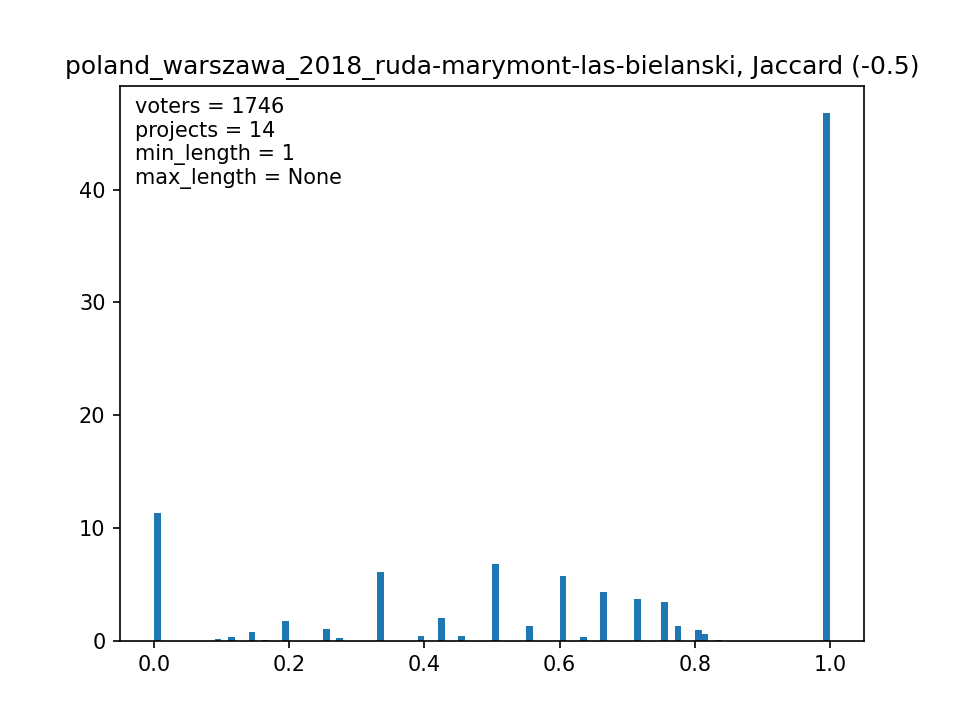 poland_warszawa_2018_ruda-marymont-las-bielanski, Jaccard (-0.5)
voters = 1746
projects = 14
min_length = 1
max_length = None
40
30
20
10
0
0.0 0.2 0.4 0.6 0.8 1.0